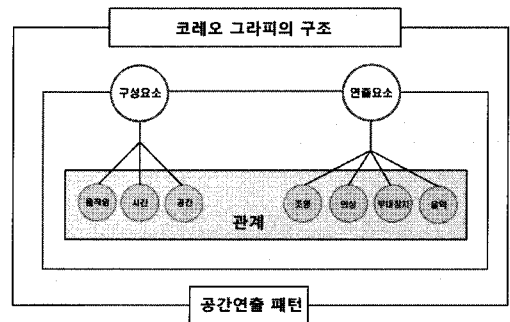 코레오 그라피의 구조
구성요소
연출요소
움직임
시간
공간
조명
의상
무대장치
음악
관계
공간연출 패턴